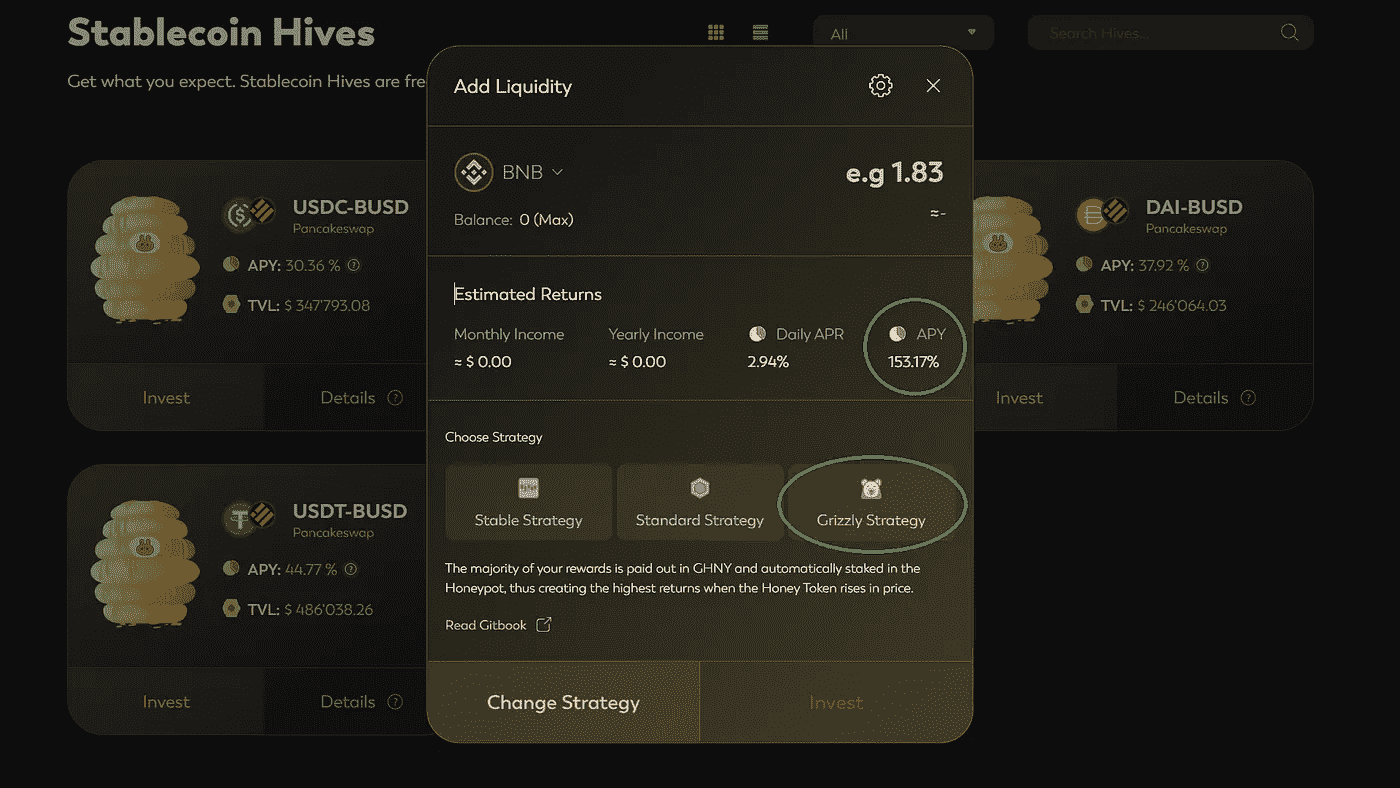 Stablecoin Hives
All
Search Hives...
Get what you expect. Stablecoin Hives are fre
Add Liquidity
BNB
e.g 1.83
Balance: 0 (Max)
≈-
Estimated Returns
Monthly Income
Yearly Income
Daily APR
APY
≈ $ 0.00
≈ $ 0.00
2.94%
153.17%
Choose Strategy
Stable Strategy
Standard Strategy
Grizzly Strategy
The majority of your rewards is paid out in GHNY and automatically staked in the
Honeypot, thus creating the highest returns when the Honey Token rises in price.
Read Gitbook
Change Strategy
Invest
USDC-BUSD
Pancakeswap
APY: 30.36 %
TVL: $ 347'793.08
Invest
Details
DAI-BUSD
Pancakeswap
APY: 37.92 %
TVL: $ 246'064.03
Invest
Details
USDT-BUSD
Pancakeswap
APY: 44.77 %
TVL: $ 486'038.26
Invest
Details